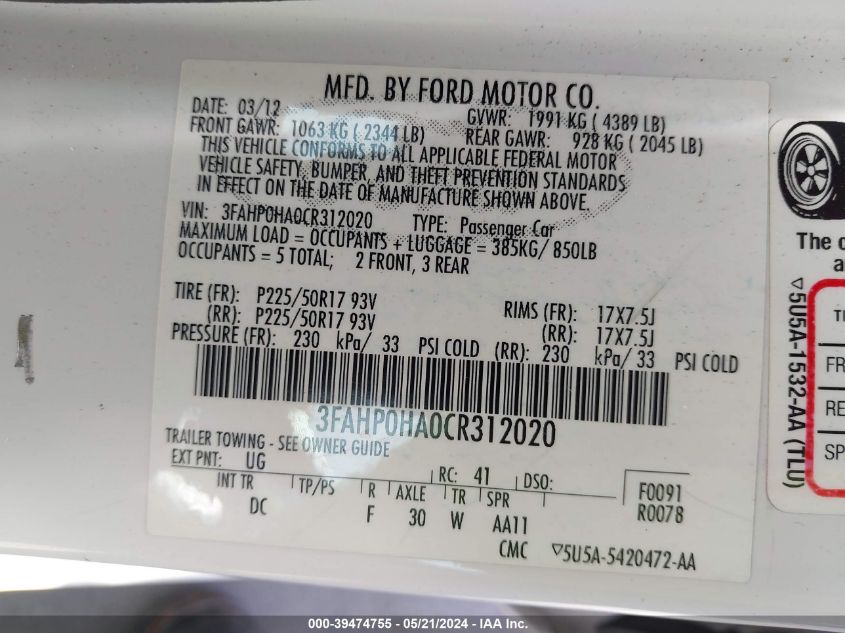 MFD. BY FORD MOTOR CO.
DATE: 03/12 GVWR: 1991 KG ( 4389 LB)
FRONT GAWR: 1063 KG ( 2344 LB) REAR GAWR: 928 KG ( 2045 LB)
THIS VEHICLE CONFORMS TO ALL APPLICABLE FEDERAL MOTOR
VEHICLE SAFETY, BUMPER, AND THEFT PREVENTION STANDARDS
IN EFFECT ON THE DATE OF MANUFACTURE SHOWN ABOVE.
VIN: 3FAHP0HA0CR312020 TYPE: Passenger Car
MAXIMUM LOAD = OCCUPANTS + LUGGAGE = 385KG/ 850LB
OCCUPANTS = 5 TOTAL; 2 FRONT, 3 REAR
TIRE (FR): P225/50R17 93V RIMS (FR): 17X7.5J
(RR): P225/50R17 93V (RR): 17X7.5J
PRESSURE (FR): 230 kPa/ 33 PSI COLD (RR): 230 kPa/ 33 PSI COLD
3FAHP0HA0CR312020
TRAILER TOWING - SEE OWNER GUIDE
EXT PNT: UG RC: 41 DSO:
INT TR TP/PS R AXLE TR SPR F0091
DC F 30 W AA11 R0078
CMC ▽5U5A-5420472-AA
The c
a
▽5U5A-1532-AA (TLU)
TI
FR
RE
SP
000-39474755 — 05/21/2024 — IAA Inc.